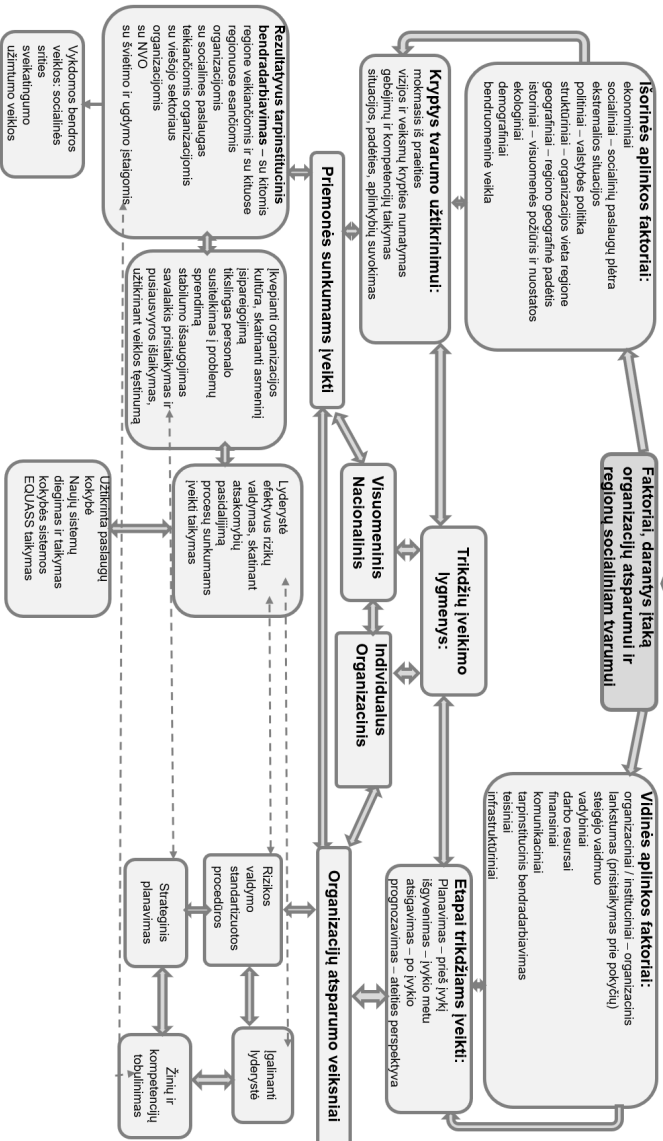 Faktoriai, darantys įtaką
organizacijų atsparumui ir
regionų socialiniam tvarumui
Išorinės aplinkos faktoriai:
ekonominiai
socialiniai – socialinių paslaugų plėtra
ekstremalios situacijos
politiniai – valstybės politika
struktūriniai – organizacijos vieta regione
geografiniai – regiono geografinė padėtis
istoriniai – visuomenės požiūris ir nuostatos
ekologiniai
demografiniai
bendruomeninė veikla
Vidinės aplinkos faktoriai:
organizaciniai / instituciniai – organizacinis
lankstumas (prisitaikymas prie pokyčių)
steigėjo vaidmuo
vadybiniai
darbo resursai
finansiniai
komunikaciniai
tarpinstitucinis bendradarbiavimas
teisiniai
infrastruktūriniai
Kryptys tvarumo užtikrinimui:
mokmasis iš praeities
vizijos ir veiksmų krypties numatymas
gebėjimų ir kompetencijų taikymas
situacijos, padėties, aplinkybių suvokimas
Trikdžių įveikimo
lygmenys:
Etapai trikdžiams įveikti:
Planavimas – prieš įvykį
išgyvenimas – įvykio metu
atsigavimas – po įvykio
prognozavimas – ateities perspektyva
Visuomeninis
Nacionalinis
Individualus
Organizacinis
Priemonės sunkumams įveikti
Organizacijų atsparumo veiksniai
Rezultatyvus tarpinstitucinis
bendradarbiavimas – su kitomis
regione veikiančiomis ir su kituose
regionuose esančiomis
organizacijomis
su socialines paslaugas
teikiančiomis organizacijomis
su viešojo sektoriaus
organizacijomis
su NVO
su švietimo ir ugdymo įstaigomis
Įkvepianti organizacijos
kultūra, skatinanti asmeninį
įsipareigojimą
tikslingas personalo
susitelkimas į problemų
sprendimą
stabilumo išsaugojimas
savalaikis prisitaikymas ir
pusiausvyros išlaikymas,
užtikrinant veiklos tęstinumą
Lyderystė
efektyvus rizikų
valdymas, skatinant
atsakomybių
pasidalijimą
procesų sunkumams
įveikti taikymas
Rizikos
valdymo
standartizuotos
procedūros
Įgalinanti
lyderystė
Strateginis
planavimas
Žinių ir
kompetencijų
tobulinimas
Vykdomos bendros
veiklos: socialinės
srities
sveikatingumo
užimtumo veiklos
Užtikrinta paslaugų
kokybė
Naujų sistemų
diegimas ir taikymas
kokybės sistemos
EQUASS taikymas